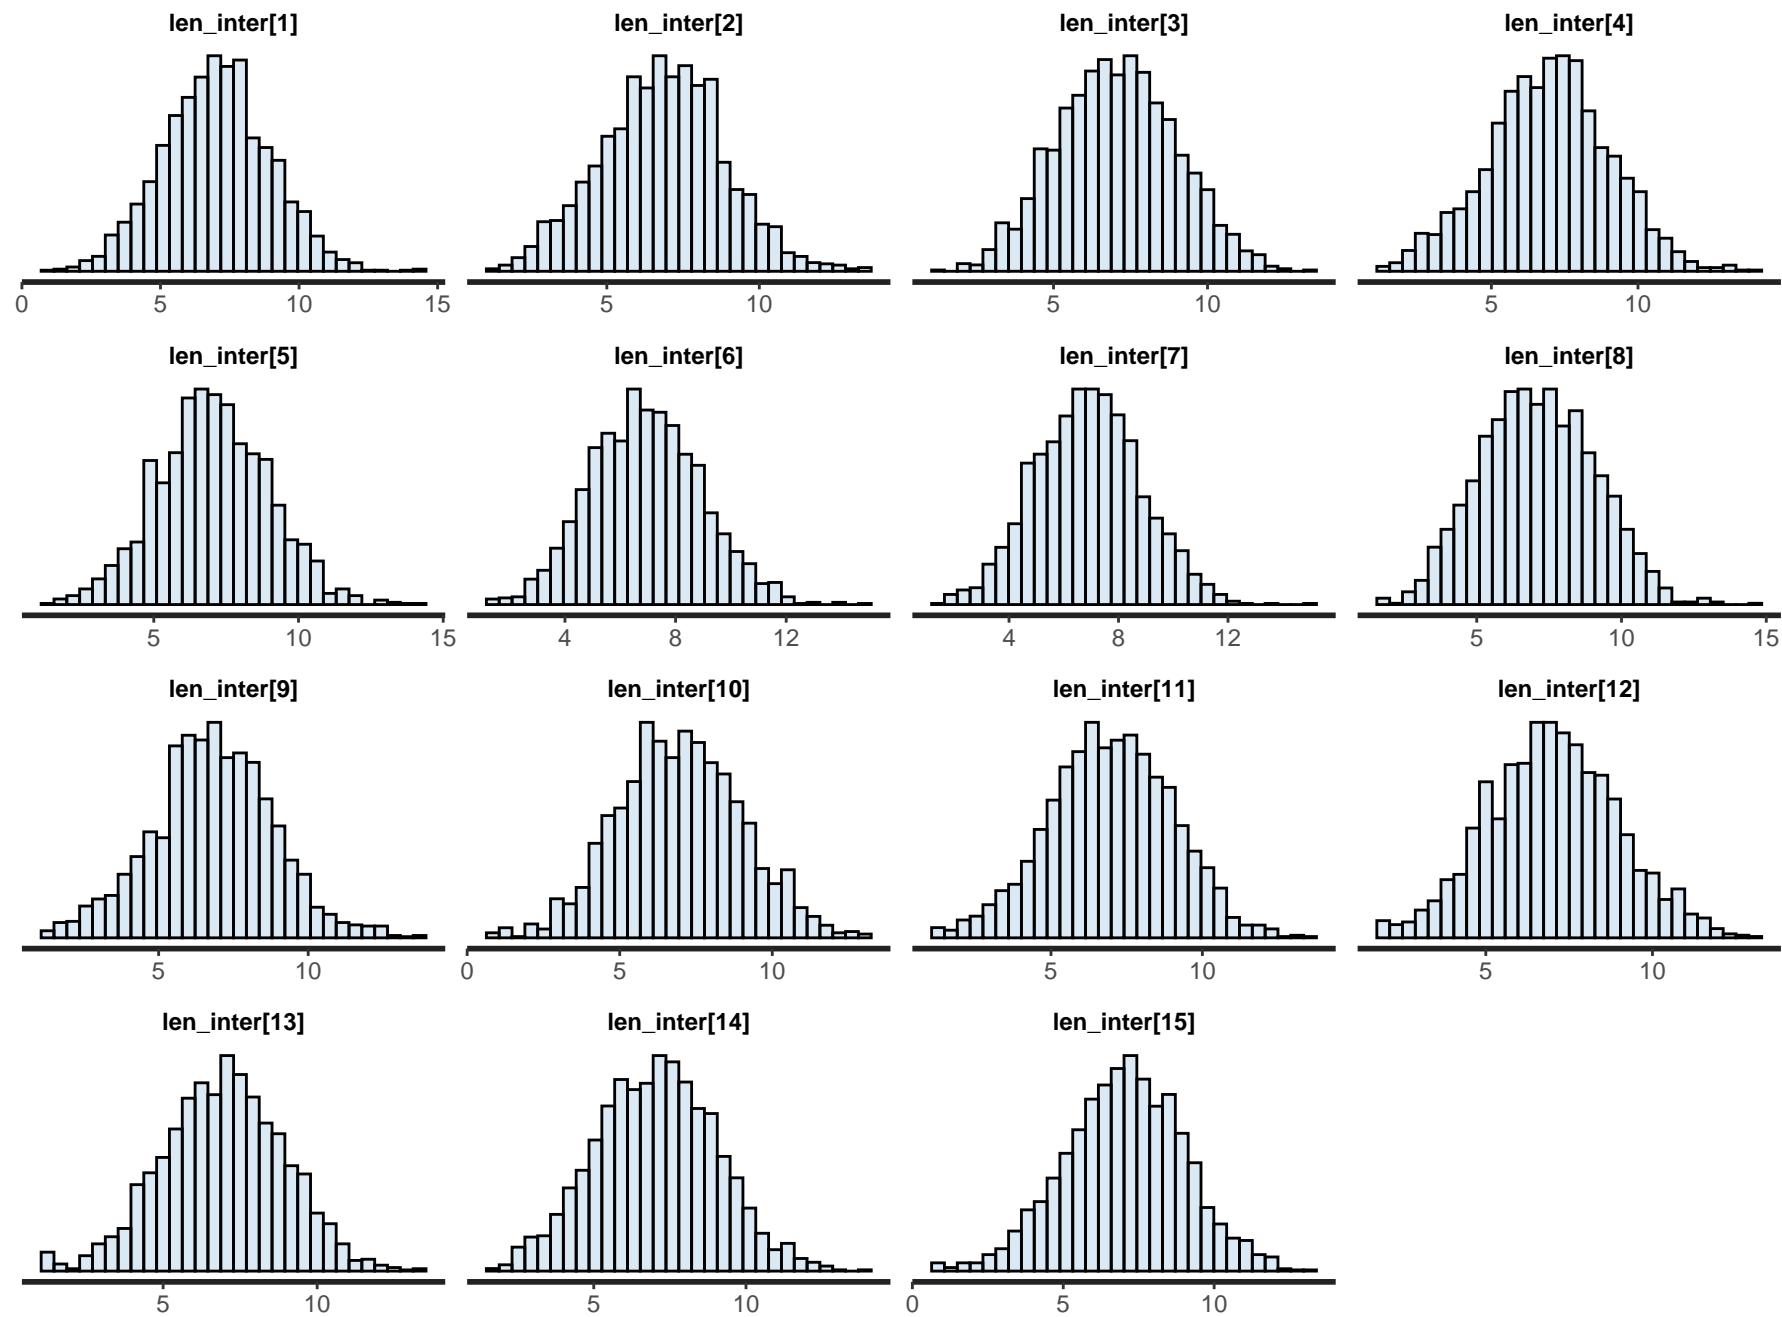 len_inter[1] len_inter[2] len_inter[3] len_inter[4]
0 5 10 15 5 10 5 10 5 10
len_inter[5] len_inter[6] len_inter[7] len_inter[8]
5 10 15 4 8 12 4 8 12 5 10 15
len_inter[9] len_inter[10] len_inter[11] len_inter[12]
5 10 0 5 10 5 10 5 10
len_inter[13] len_inter[14] len_inter[15]
5 10 5 10 0 5 10